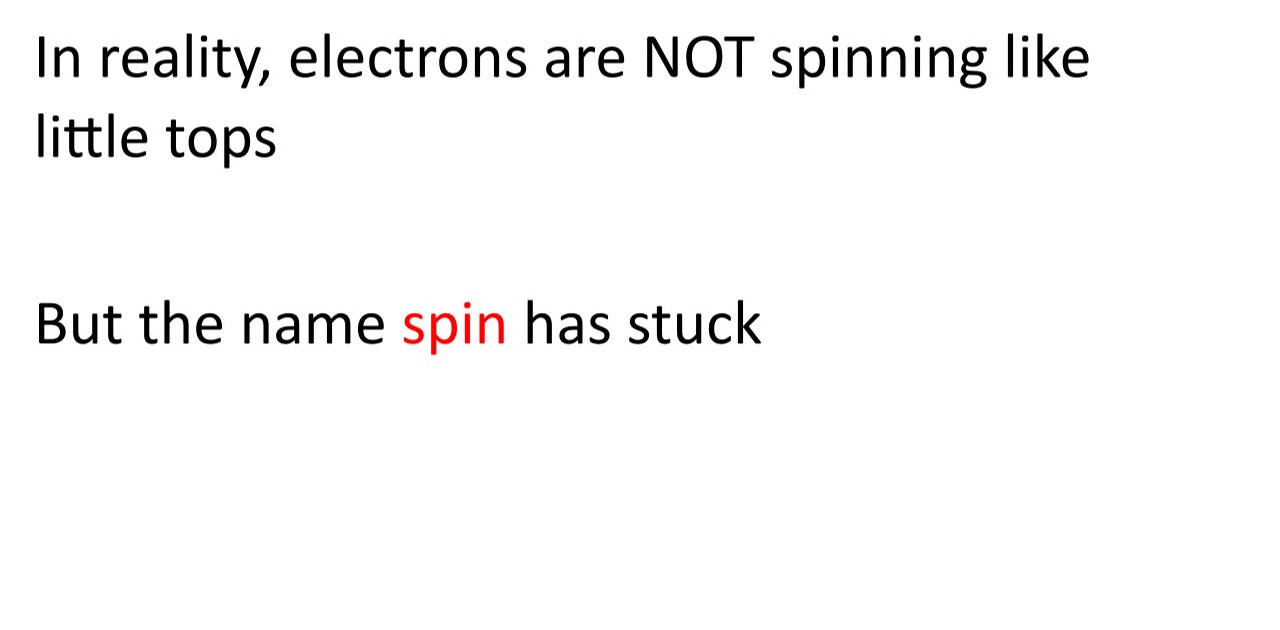 In reality, electrons are NOT spinning like
little tops
But the name spin has stuck